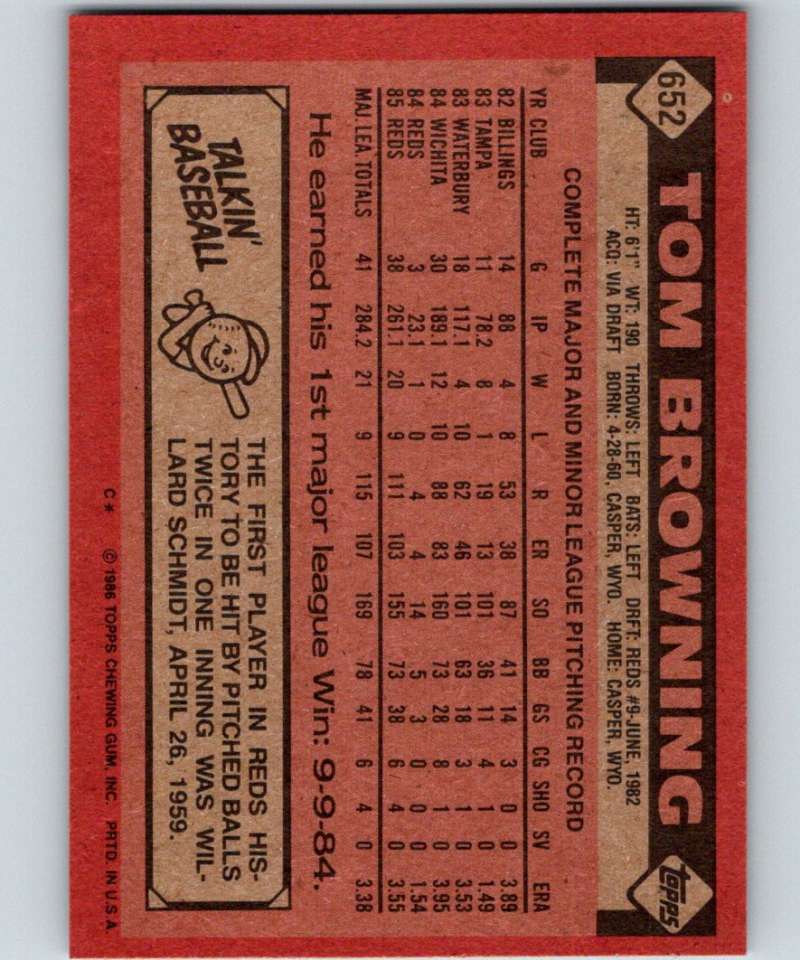 652
TOM BROWNING
topps
HT: 6'1" WT: 190 THROWS: LEFT BATS: LEFT DRFT: REDS #9-JUNE, 1982
ACQ: VIA DRAFT BORN: 4-28-60, CASPER, WYO. HOME: CASPER, WYO.
COMPLETE MAJOR AND MINOR LEAGUE PITCHING RECORD
YR CLUB G IP W L R ER SO BB GS CG SHO SV ERA
82 BILLINGS 14 88 4 8 53 38 87 41 14 3 0 0 3.89
83 TAMPA 11 78.2 8 1 19 13 101 36 11 4 1 0 1.49
83 WATERBURY 18 117.1 4 10 62 46 101 63 18 3 1 0 3.53
84 WICHITA 30 189.1 12 10 88 83 160 73 28 8 1 0 3.95
84 REDS 3 23.1 1 0 4 4 14 5 3 0 0 0 1.54
85 REDS 38 261.1 20 9 111 103 155 73 38 6 4 0 3.55
MAJ. LEA. TOTALS 41 284.2 21 9 115 107 169 78 41 6 4 0 3.38
He earned his 1st major league Win: 9-9-84.
TALKIN'
BASEBALL
THE FIRST PLAYER IN REDS HIS-
TORY TO BE HIT BY PITCHED BALLS
TWICE IN ONE INNING WAS WIL-
LARD SCHMIDT, APRIL 26, 1959.
C* © 1986 TOPPS CHEWING GUM, INC. PRTD. IN U.S.A.